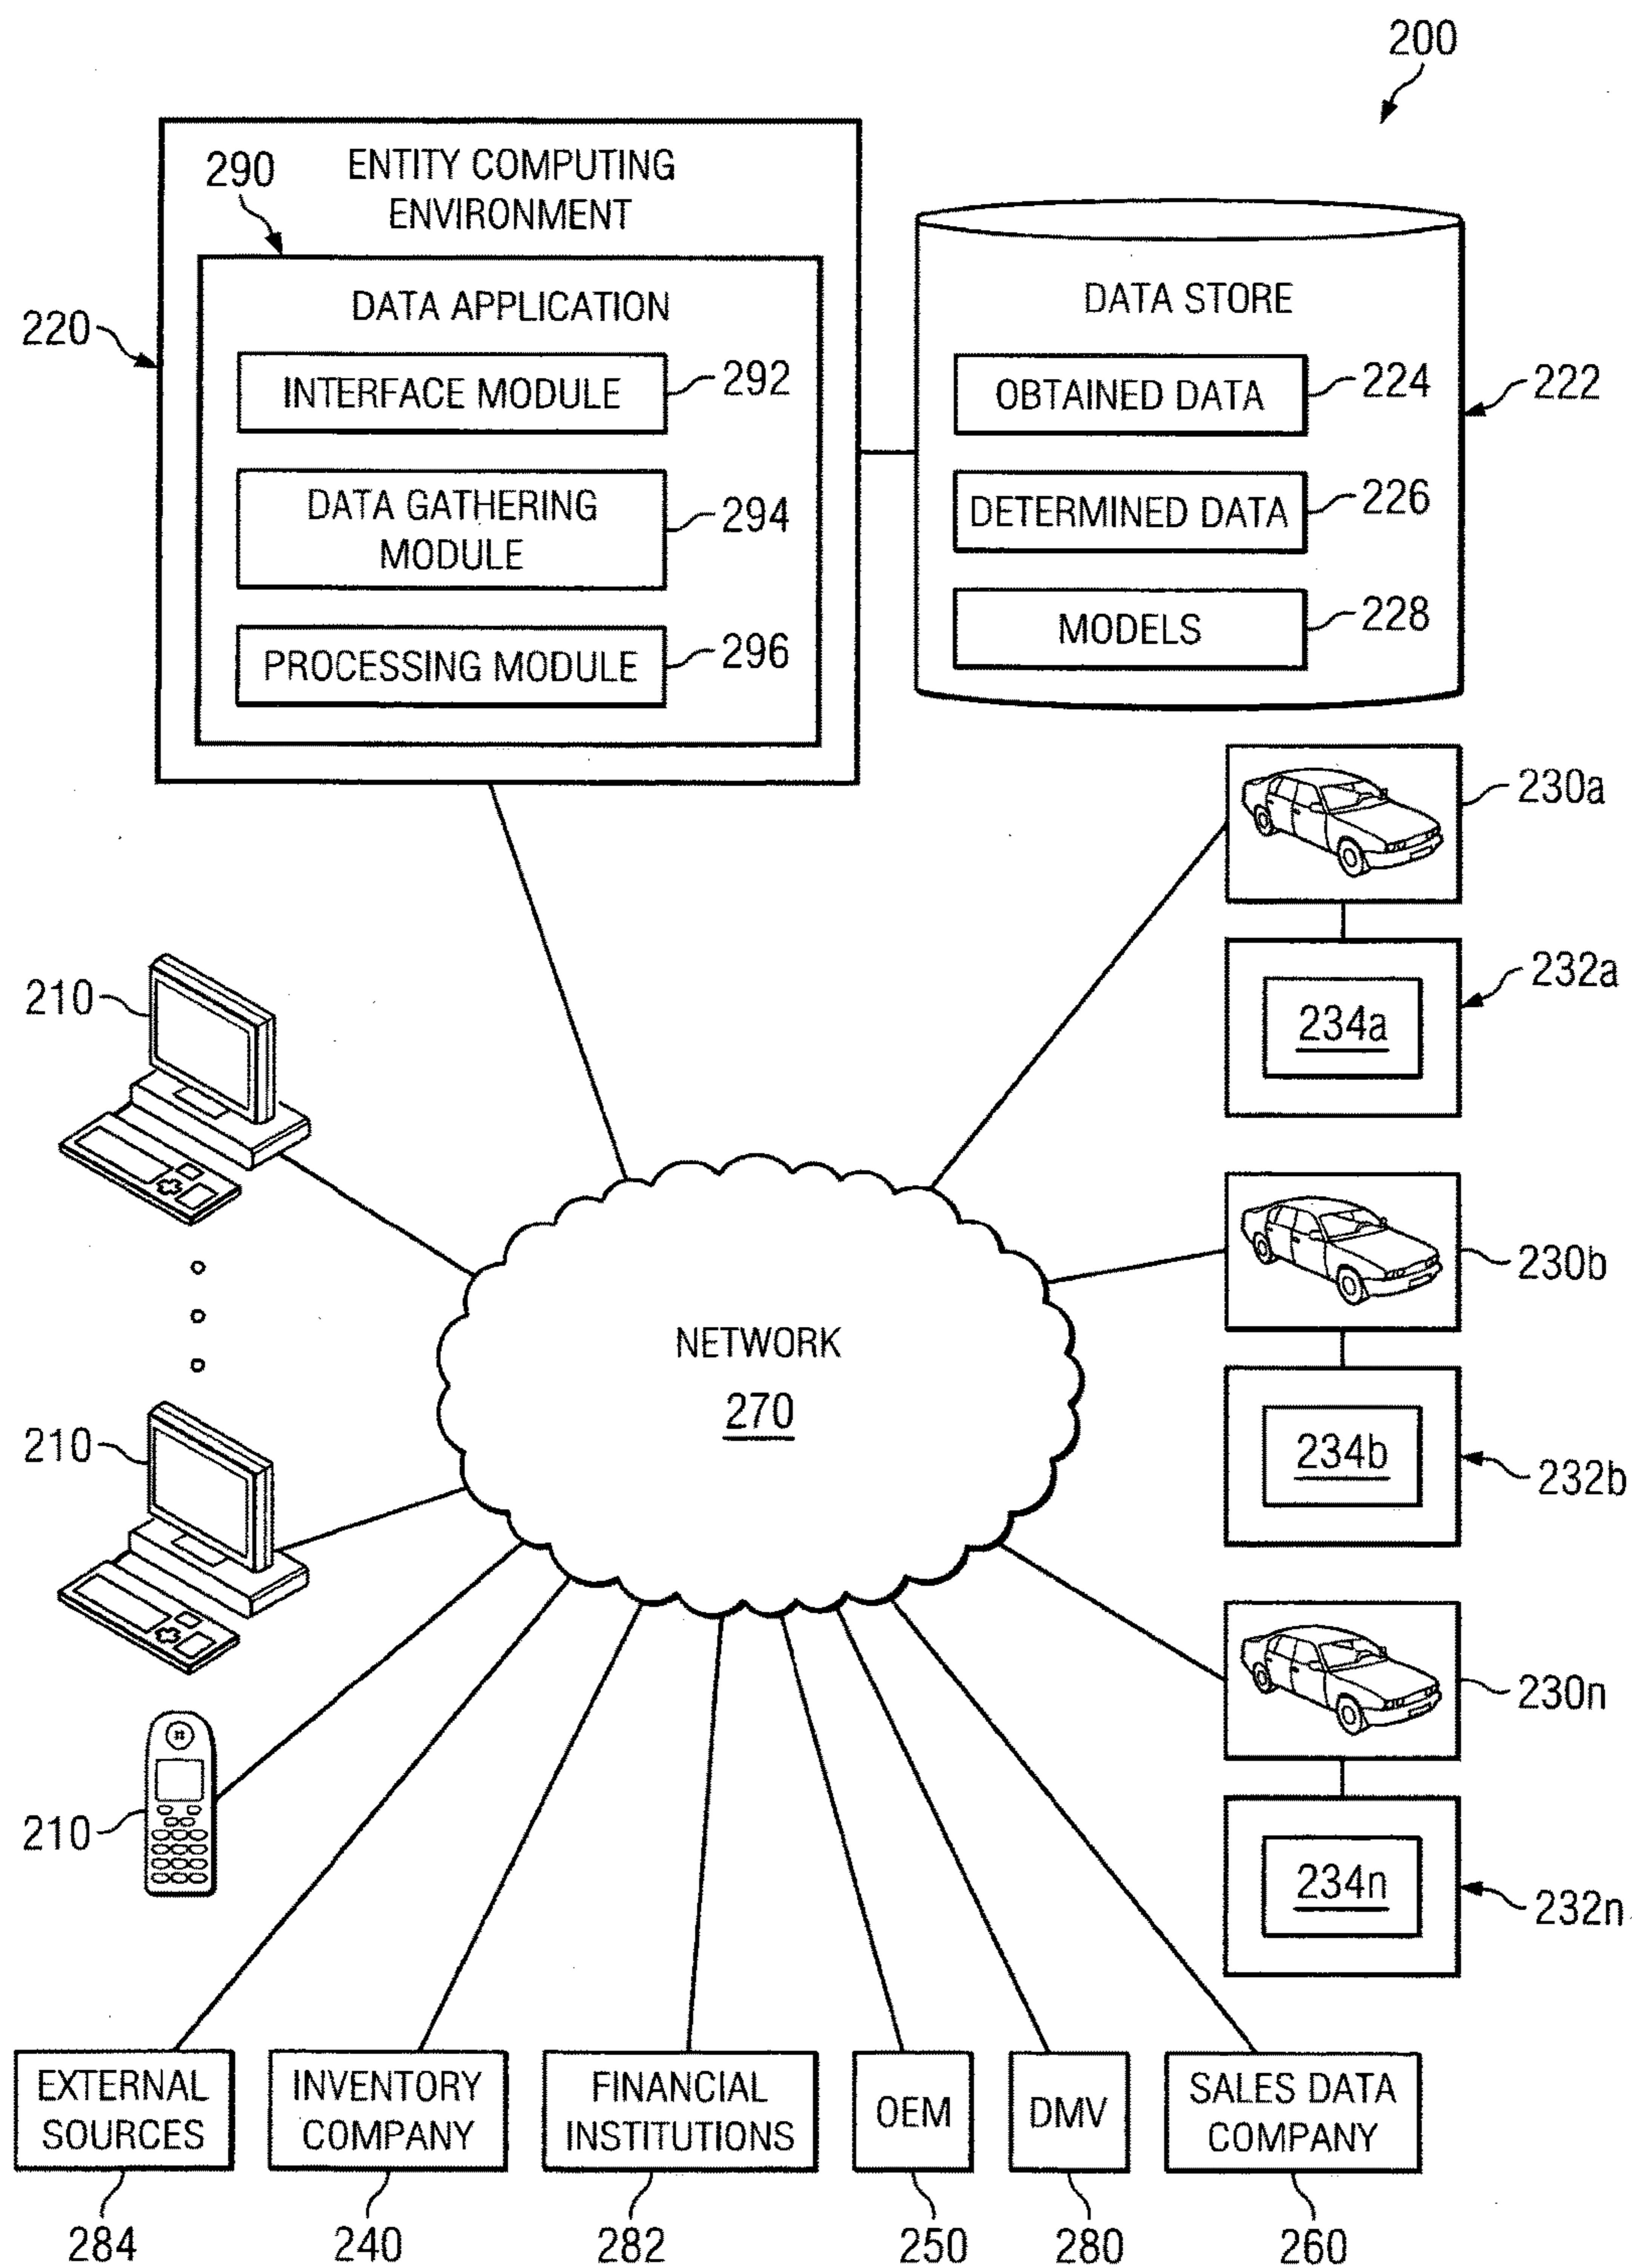 200
ENTITY COMPUTING
ENVIRONMENT
290
DATA APPLICATION
220
INTERFACE MODULE
292
DATA GATHERING
MODULE
294
PROCESSING MODULE
296
DATA STORE
OBTAINED DATA
224
222
DETERMINED DATA
226
MODELS
228
230a
232a
234a
210
230b
NETWORK
270
210
234b
232b
230n
210
234n
232n
EXTERNAL
SOURCES
INVENTORY
COMPANY
FINANCIAL
INSTITUTIONS
OEM
DMV
SALES DATA
COMPANY
284
240
282
250
280
260